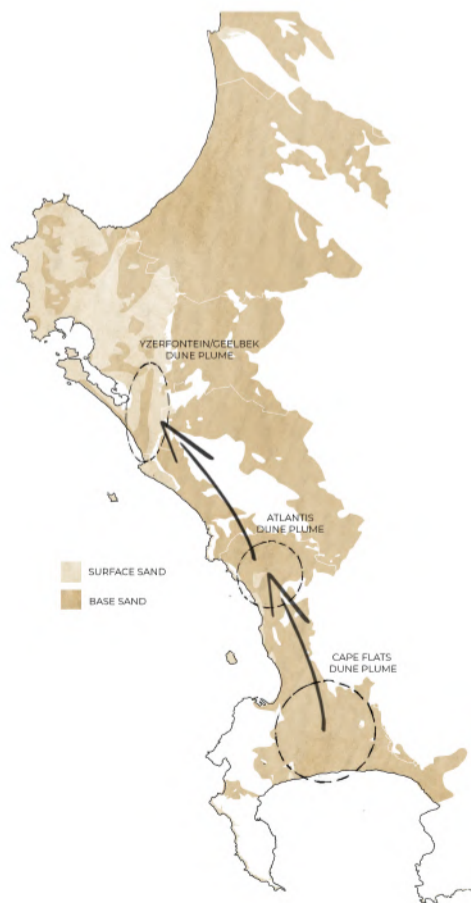 YZERFONTEIN/GEELBEK
DUNE PLUME
ATLANTIS
DUNE PLUME
SURFACE SAND
BASE SAND
CAPE FLATS
DUNE PLUME